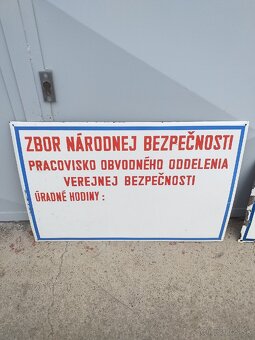 ZBOR NÁRODNEJ BEZPEČNOSTI
PRACOVISKO OBVODNÉHO ODDELENIA
VEREJNEJ BEZPEČNOSTI
ÚRADNÉ HODINY :